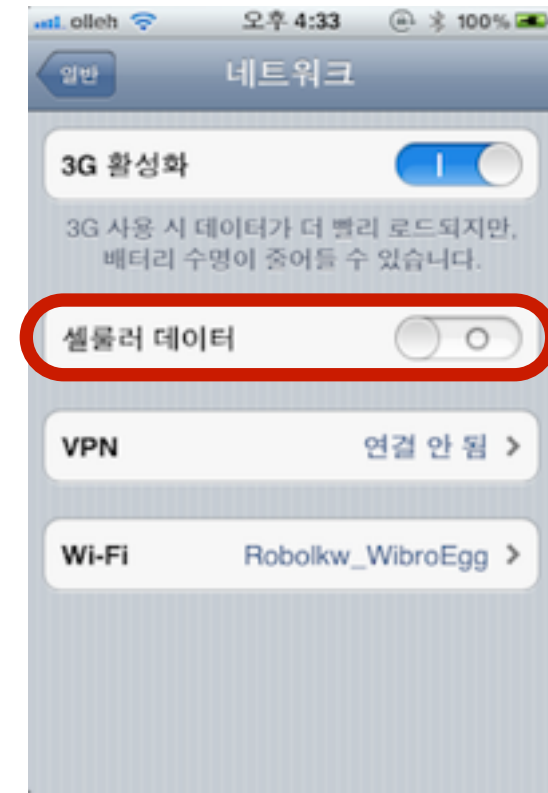 olleh 오후 4:33 100%
일반 네트워크
3G 활성화
3G 사용 시 데이터가 더 빨리 로드되지만,
배터리 수명이 줄어들 수 있습니다.
셀룰러 데이터
VPN 연결 안 됨
Wi-Fi Robolkw_WibroEgg